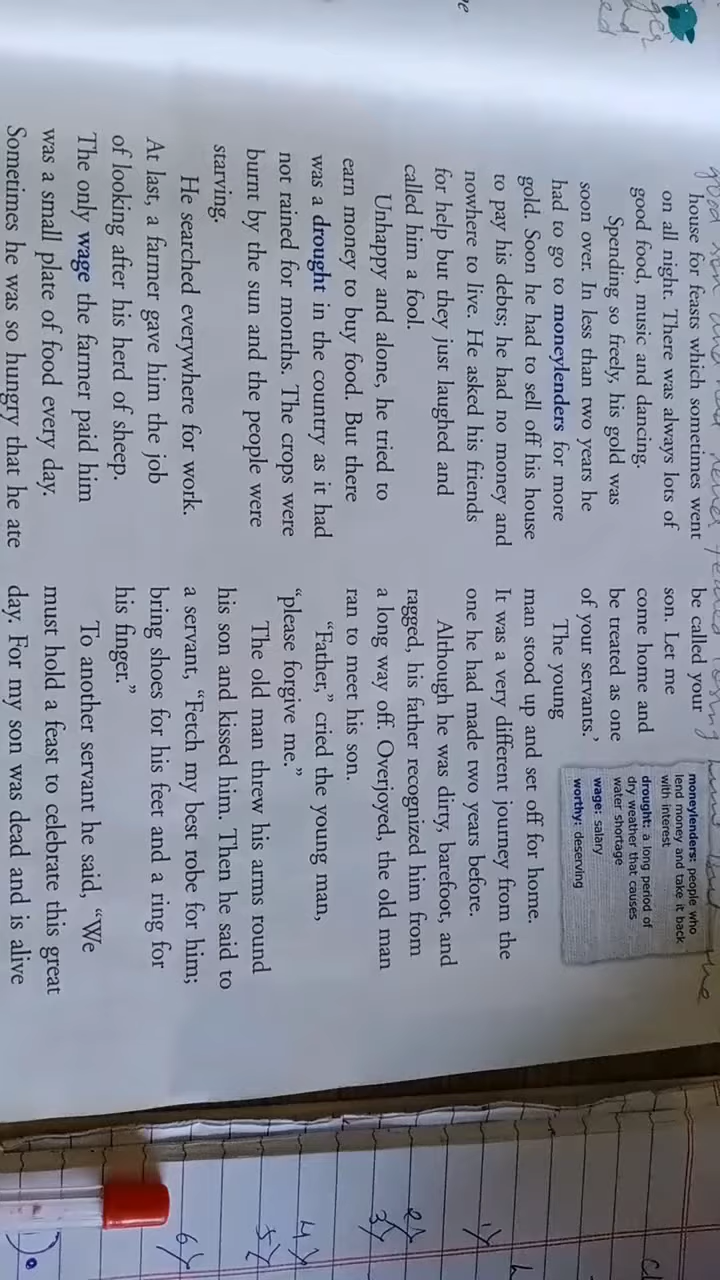 house for feasts which sometimes went
on all night. There was always lots of
good food, music and dancing.
Spending so freely, his gold was
soon over. In less than two years he
had to go to moneylenders for more
gold. Soon he had to sell off his house
to pay his debts; he had no money and
nowhere to live. He asked his friends
for help but they just laughed and
called him a fool.
Unhappy and alone, he tried to
earn money to buy food. But there
was a drought in the country as it had
not rained for months. The crops were
burnt by the sun and the people were
starving.
He searched everywhere for work.
At last, a farmer gave him the job
of looking after his herd of sheep.
The only wage the farmer paid him
was a small plate of food every day.
Sometimes he was so hungry that he ate
be called your
son. Let me
come home and
be treated as one
of your servants.’
The young
man stood up and set off for home.
It was a very different journey from the
one he had made two years before.
Although he was dirty, barefoot, and
ragged, his father recognized him from
a long way off. Overjoyed, the old man
ran to meet his son.
“Father,” cried the young man,
“please forgive me.”
The old man threw his arms round
his son and kissed him. Then he said to
a servant, “Fetch my best robe for him;
bring shoes for his feet and a ring for
his finger.”
To another servant he said, “We
must hold a feast to celebrate this great
day. For my son was dead and is alive
moneylenders: people who
lend money and take it back
with interest
drought: a long period of
dry weather that causes
water shortage
wage: salary
worthy: deserving
1)
2)
3)
4)
5)
6)